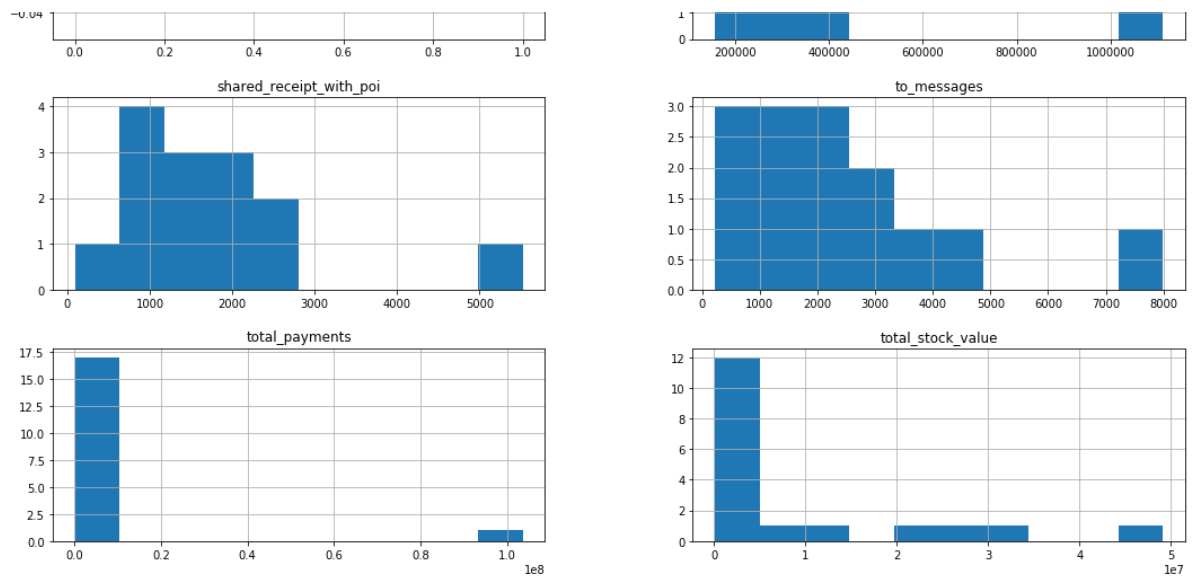 −0.04
0.0 0.2 0.4 0.6 0.8 1.0
1
0
200000 400000 600000 800000 1000000
shared_receipt_with_poi
4
3
2
1
0
0 1000 2000 3000 4000 5000
to_messages
3.0
2.5
2.0
1.5
1.0
0.5
0.0
0 1000 2000 3000 4000 5000 6000 7000 8000
total_payments
17.5
15.0
12.5
10.0
7.5
5.0
2.5
0.0
0.0 0.2 0.4 0.6 0.8 1.0
1e8
total_stock_value
12
10
8
6
4
2
0
0 1 2 3 4 5
1e7